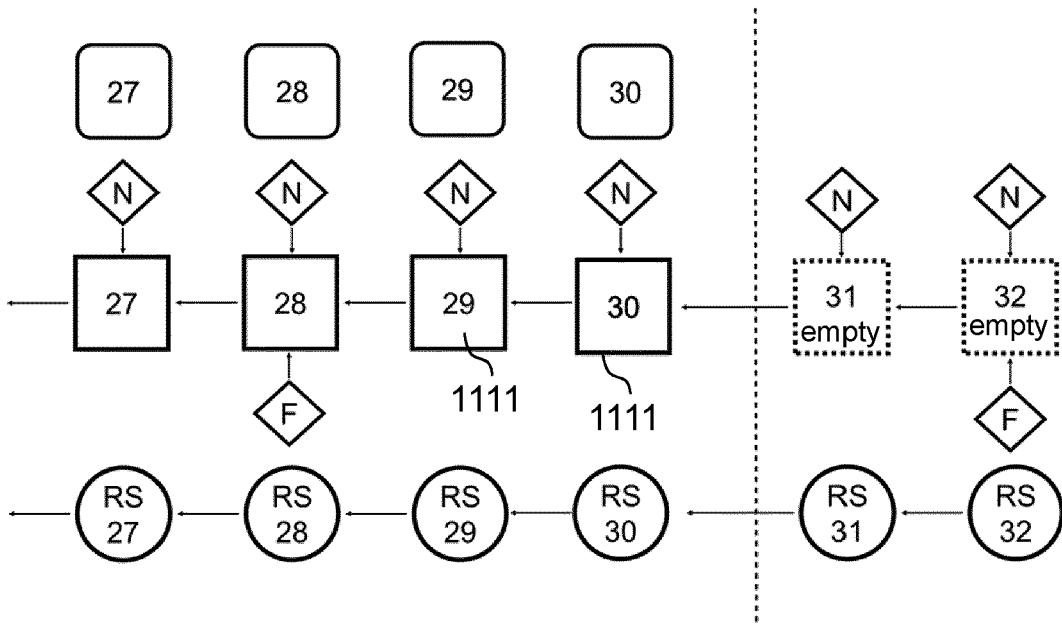 27 28 29 30
N N N N N N
27 28 29 30 31 32
empty empty
1111 1111
F F
RS RS RS RS RS RS
27 28 29 30 31 32